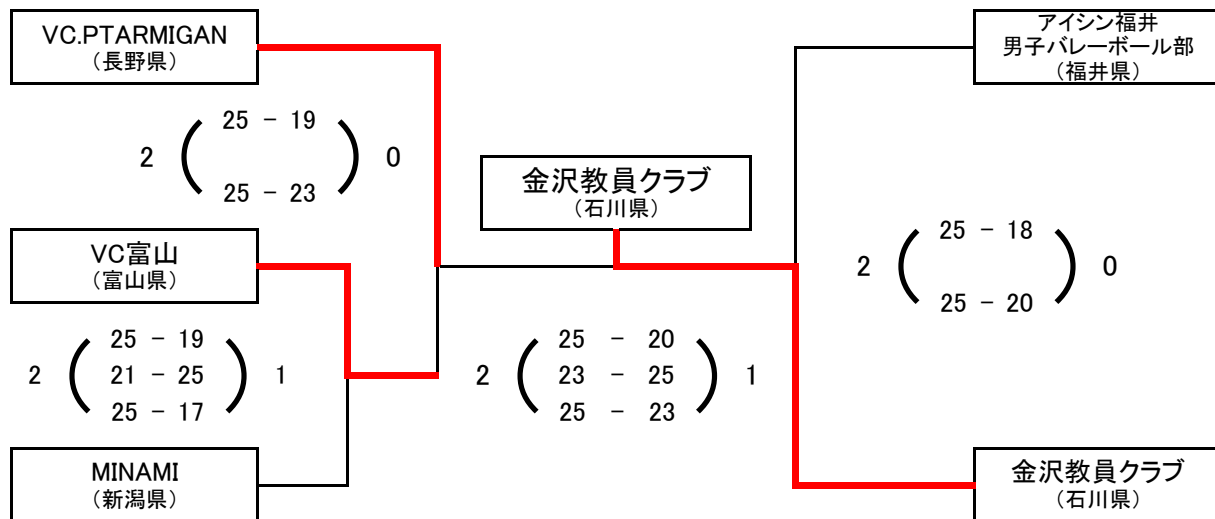 VC.PTARMIGAN
（長野県）
アイシン福井
男子バレーボール部
（福井県）
25 － 19
2 0
25 － 23
金沢教員クラブ
（石川県）
VC富山
（富山県）
25 － 18
2 0
25 － 20
25 － 19
2 21 － 25 1
25 － 17
25 － 20
2 23 － 25 1
25 － 23
MINAMI
（新潟県）
金沢教員クラブ
（石川県）